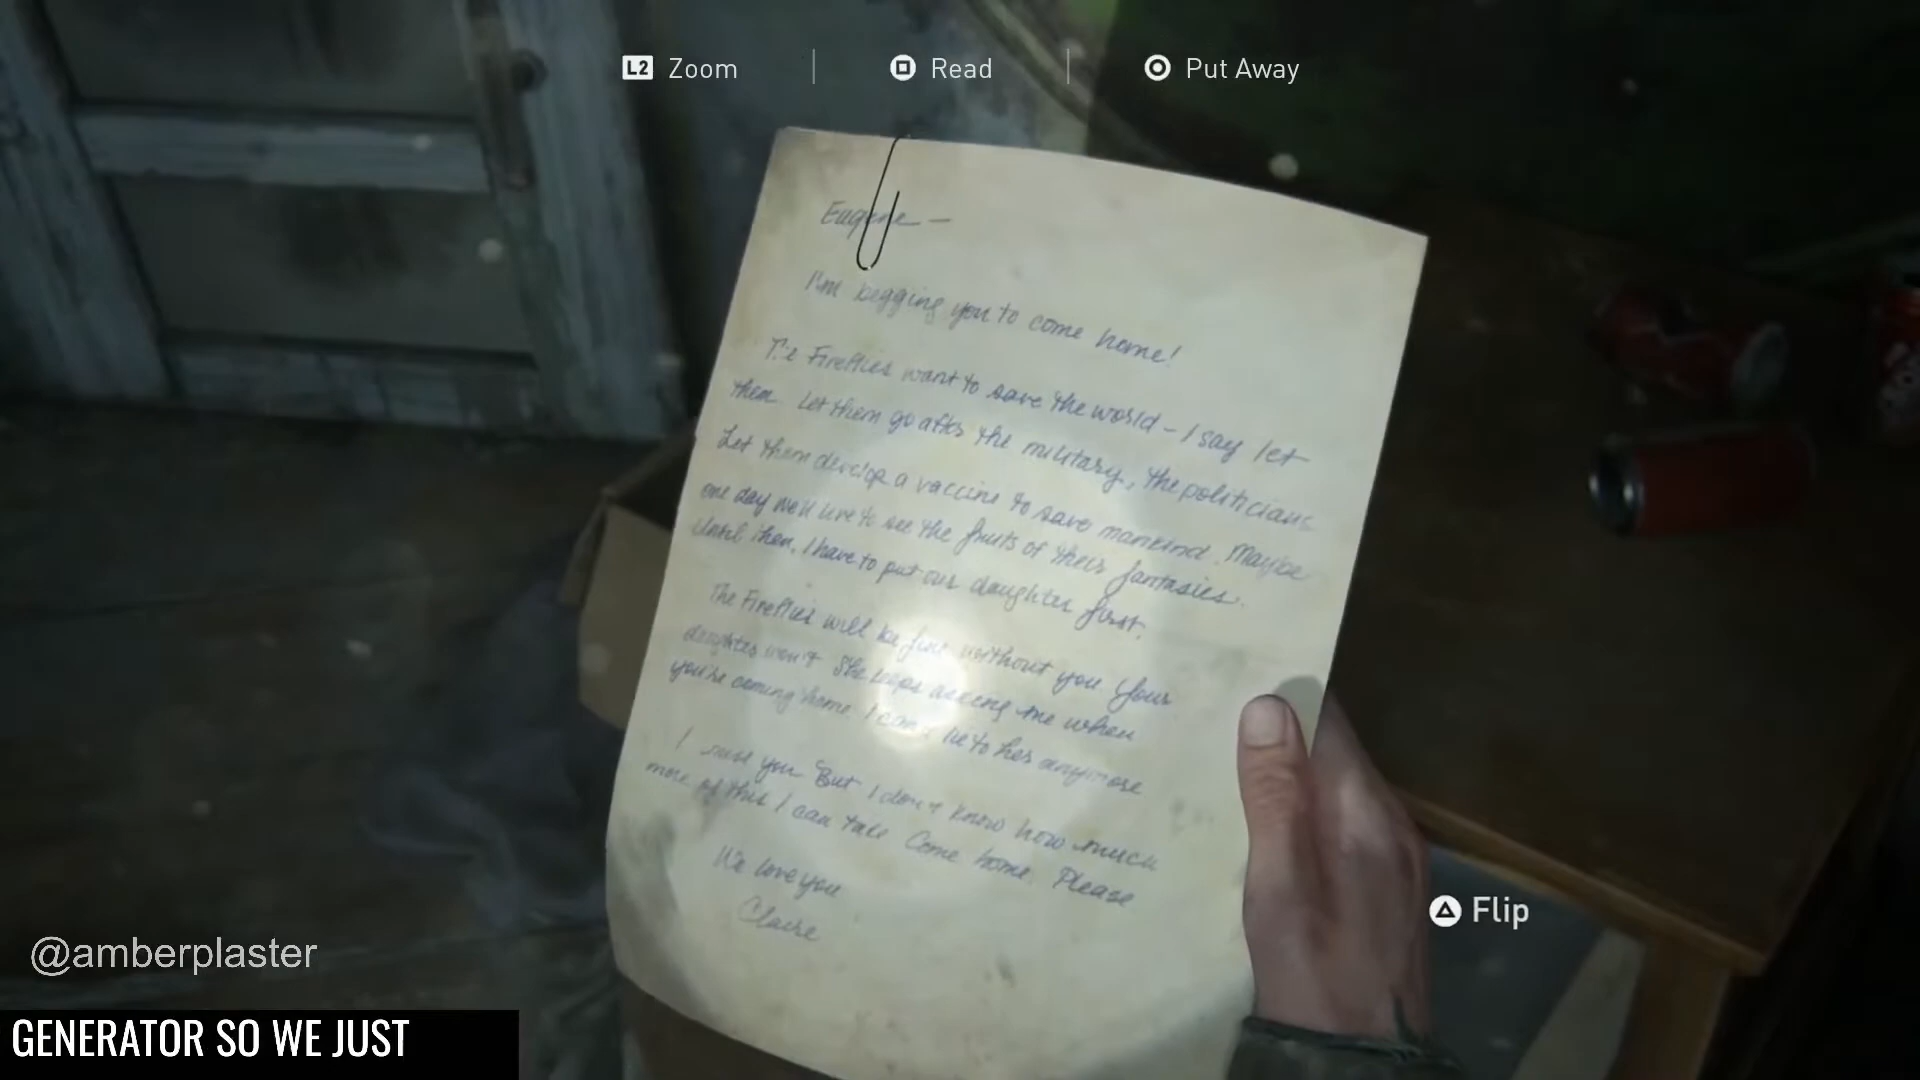 L2 Zoom
Read
Put Away
Eugene —
I'm begging you to come home!
The Fireflies want to save the world – I say let
them. Let them go after the military, the politicians
Let them develop a vaccine to save mankind. Maybe
one day we'll live to see the fruits of their fantasies.
Until then, I have to put our daughter first.
The Fireflies will be fine without you. Your
daughter won't. She keeps asking me when
you're coming home. I can't lie to her anymore
I miss you. But I don't know how much
more of this I can take. Come home. Please
We love you
Claire
Flip
@amberplaster
GENERATOR SO WE JUST